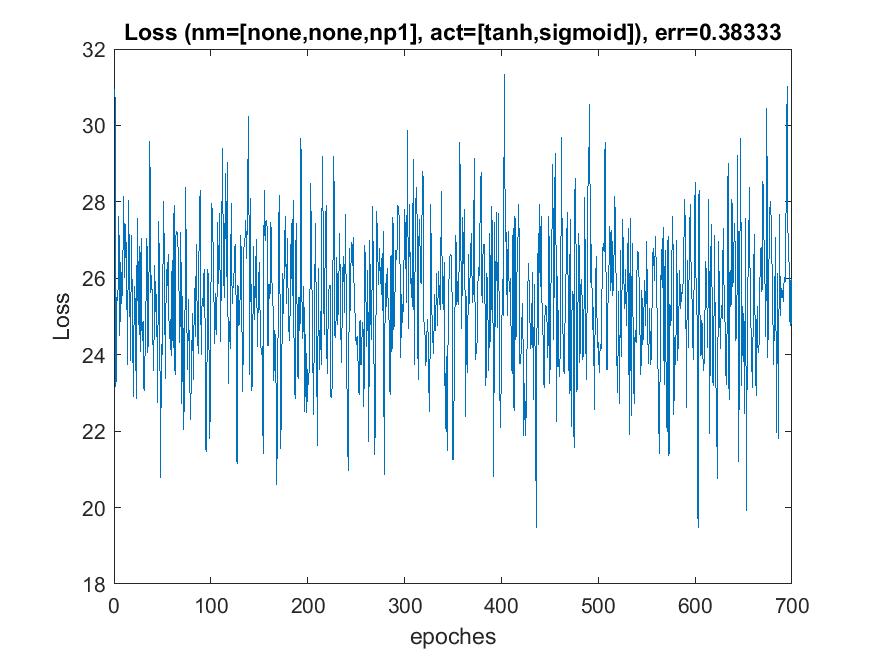 Loss (nm=[none,none,np1], act=[tanh,sigmoid]), err=0.38333
32
30
28
26
24
22
20
18
Loss
0 100 200 300 400 500 600 700
epoches